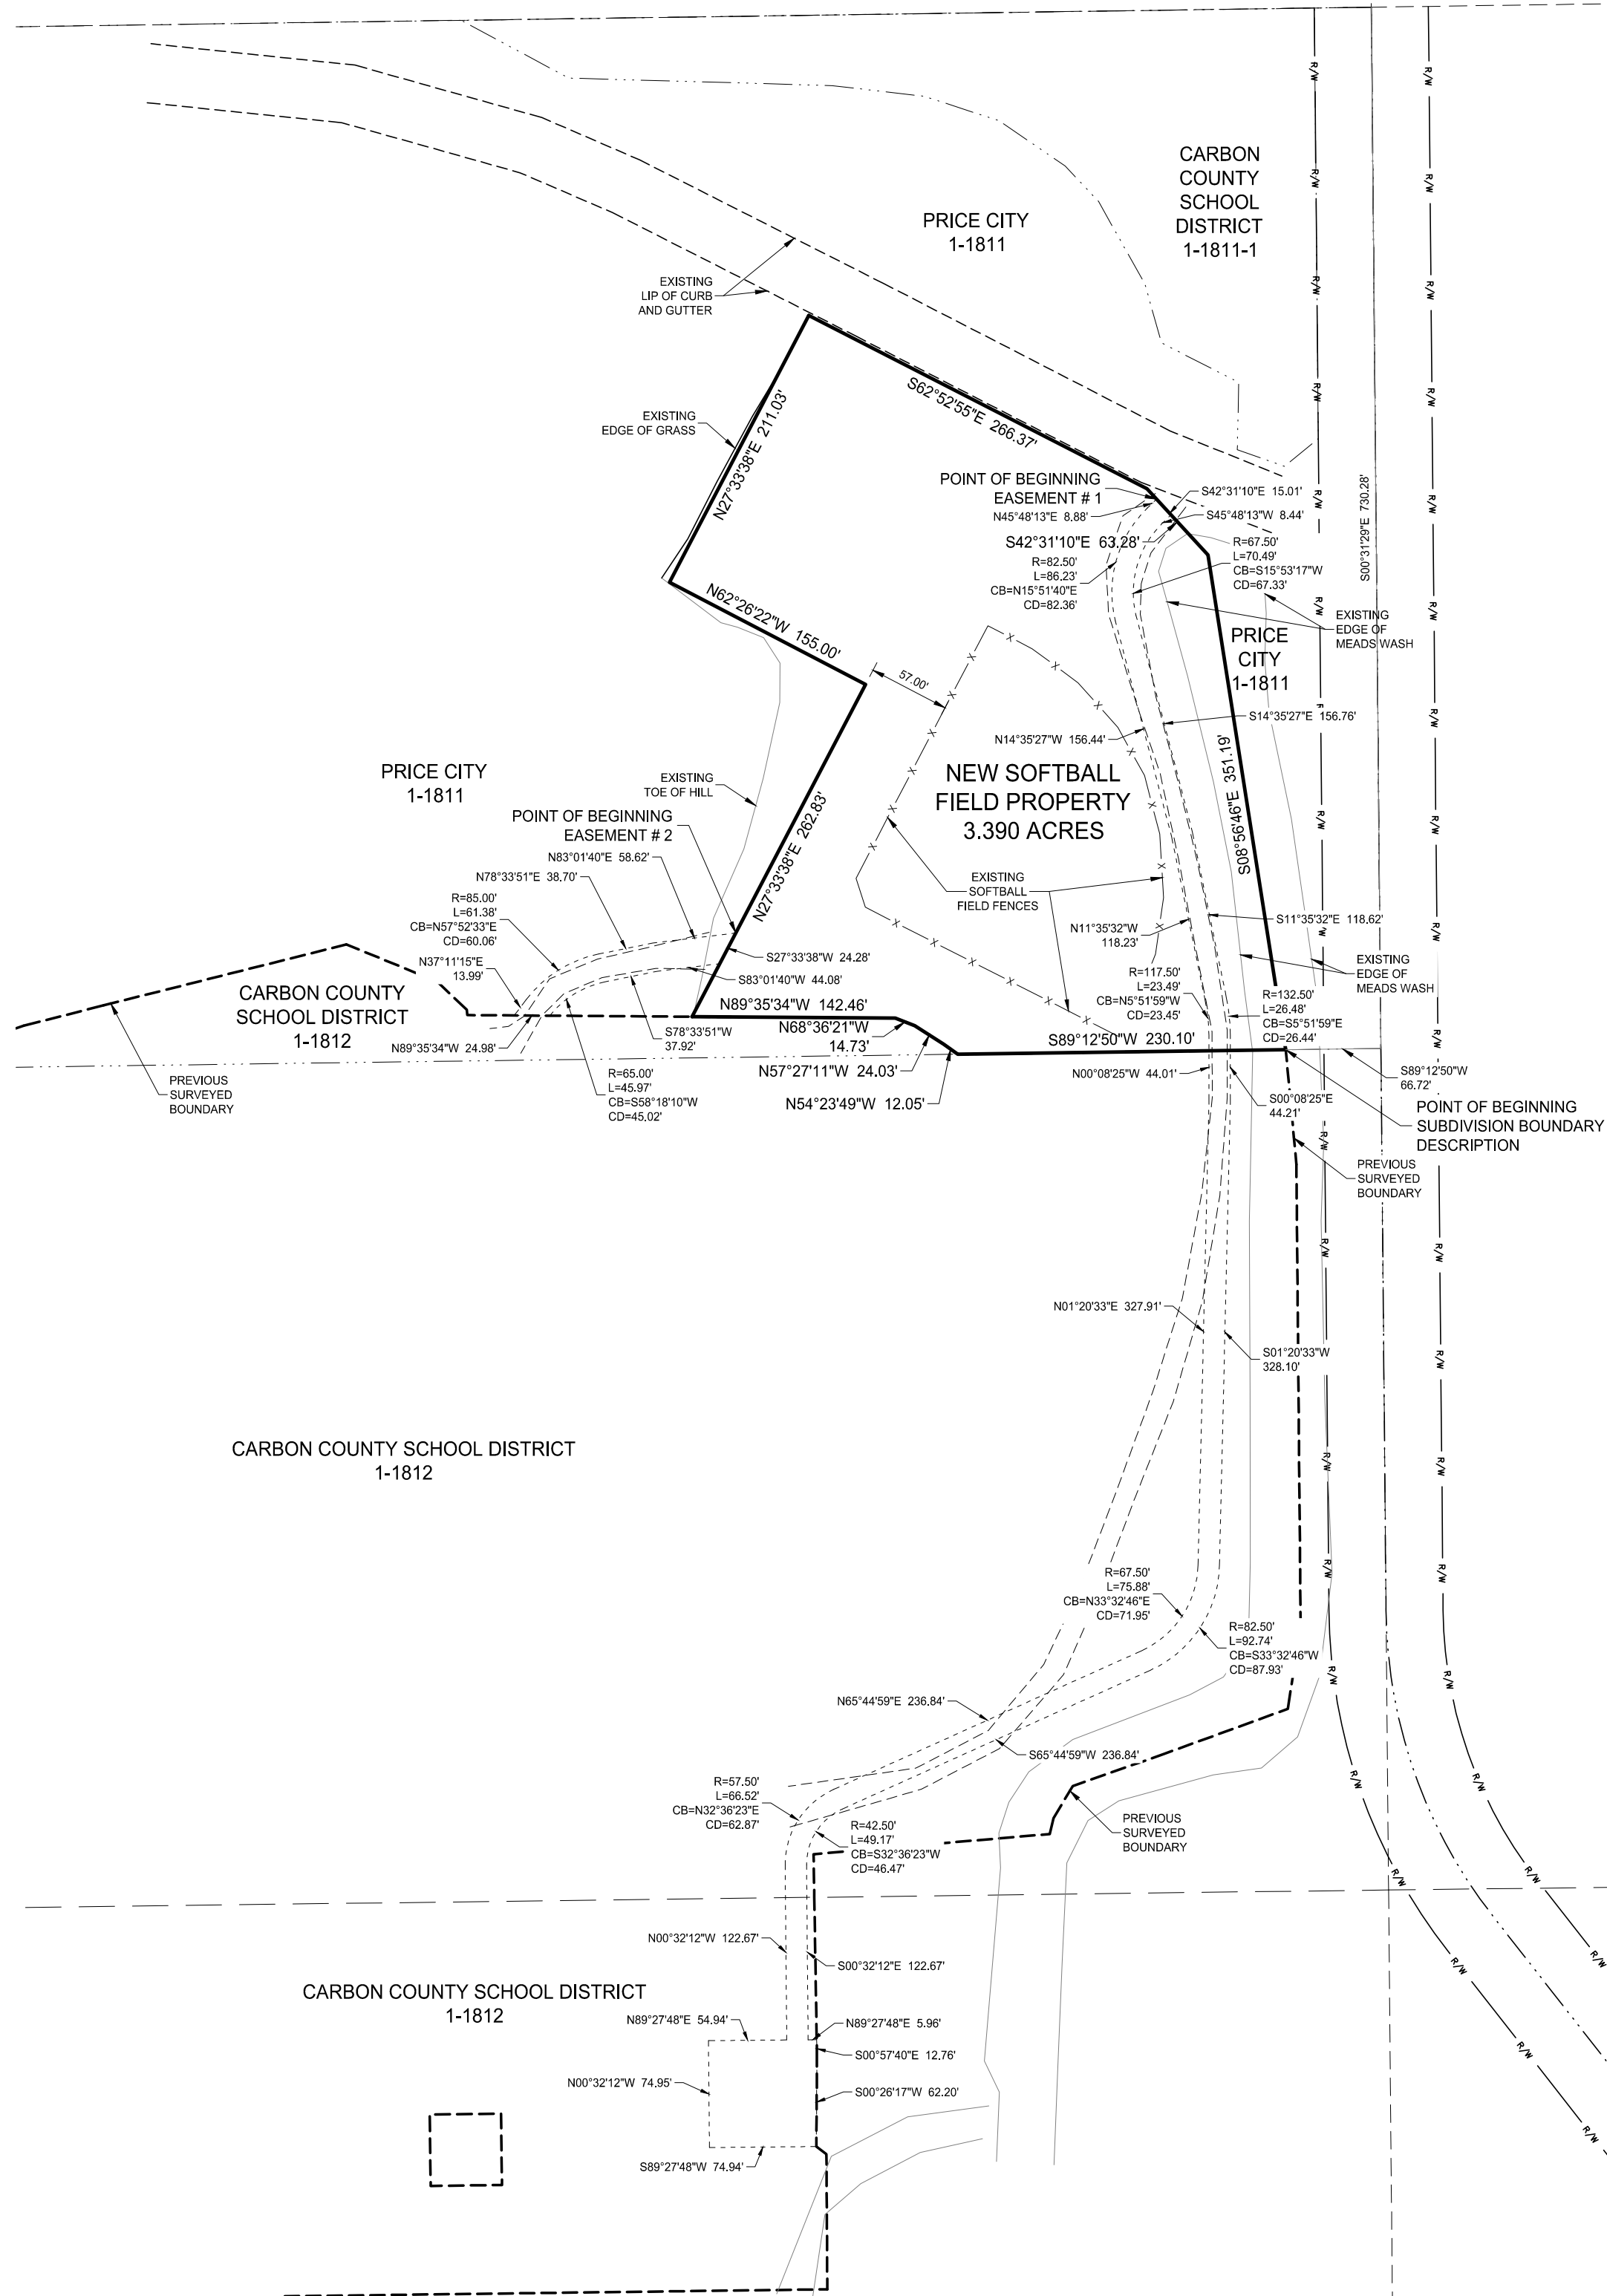 R/W
R/W
CARBON
COUNTY
SCHOOL
DISTRICT
1-1811-1
R/W
R/W
PRICE CITY
1-1811
EXISTING
LIP OF CURB
AND GUTTER
R/W
R/W
S62°52'55"E 266.37'
R/W
R/W
EXISTING
EDGE OF GRASS
N27°33'38"E 211.03'
POINT OF BEGINNING
EASEMENT # 1
S42°31'10"E 15.01'
R/W
R/W
S00°31'29"E 730.28'
N45°48'13"E 8.88'
S45°48'13"W 8.44'
S42°31'10"E 63.28'
R=67.50'
L=70.49'
CB=S15°53'17"W
CD=67.33'
R=82.50'
L=86.23'
CB=N15°51'40"E
CD=82.36'
N62°26'22"W 155.00'
R/W
R/W
EXISTING
EDGE OF
MEADS WASH
PRICE
CITY
1-1811
57.00'
R/W
S14°35'27"E 156.76'
N14°35'27"W 156.44'
NEW SOFTBALL
FIELD PROPERTY
3.390 ACRES
S08°56'46"E 351.19'
PRICE CITY
1-1811
EXISTING
TOE OF HILL
R/W
R/W
POINT OF BEGINNING
EASEMENT # 2
N83°01'40"E 58.62'
N78°33'51"E 38.70'
N27°33'38"E 262.83'
EXISTING
SOFTBALL
FIELD FENCES
R=85.00'
L=61.38'
CB=N57°52'33"E
CD=60.06'
S11°35'32"E 118.62'
N11°35'32"W
118.23'
R/W
R/W
N37°11'15"E
13.99'
S27°33'38"W 24.28'
S83°01'40"W 44.08'
EXISTING
EDGE OF
MEADS WASH
R=117.50'
L=23.49'
CB=N5°51'59"W
CD=23.45'
CARBON COUNTY
SCHOOL DISTRICT
1-1812
R=132.50'
L=26.48'
CB=S5°51'59"E
CD=26.44'
N89°35'34"W 142.46'
N68°36'21"W
14.73'
S78°33'51"W
37.92'
S89°12'50"W 230.10'
R/W
N89°35'34"W 24.98'
N57°27'11"W 24.03'
N00°08'25"W 44.01'
S89°12'50"W
66.72'
PREVIOUS
SURVEYED
BOUNDARY
R=65.00'
L=45.97'
CB=S58°18'10"W
CD=45.02'
N54°23'49"W 12.05'
S00°08'25"E
44.21'
POINT OF BEGINNING
SUBDIVISION BOUNDARY
DESCRIPTION
R/W
R/W
PREVIOUS
SURVEYED
BOUNDARY
R/W
R/W
N01°20'33"E 327.91'
S01°20'33"W
328.10'
R/W
CARBON COUNTY SCHOOL DISTRICT
1-1812
R/W
R/W
R/W
R/W
R=67.50'
L=75.88'
CB=N33°32'46"E
CD=71.95'
R=82.50'
L=92.74'
CB=S33°32'46"W
CD=87.93'
R/W
R/W
N65°44'59"E 236.84'
S65°44'59"W 236.84'
R/W
R/W
R=57.50'
L=66.52'
CB=N32°36'23"E
CD=62.87'
R=42.50'
L=49.17'
CB=S32°36'23"W
CD=46.47'
PREVIOUS
SURVEYED
BOUNDARY
R/W
R/W
N00°32'12"W 122.67'
S00°32'12"E 122.67'
R/W
R/W
CARBON COUNTY SCHOOL DISTRICT
1-1812
N89°27'48"E 54.94'
N89°27'48"E 5.96'
S00°57'40"E 12.76'
R/W
N00°32'12"W 74.95'
S00°26'17"W 62.20'
R/W
S89°27'48"W 74.94'